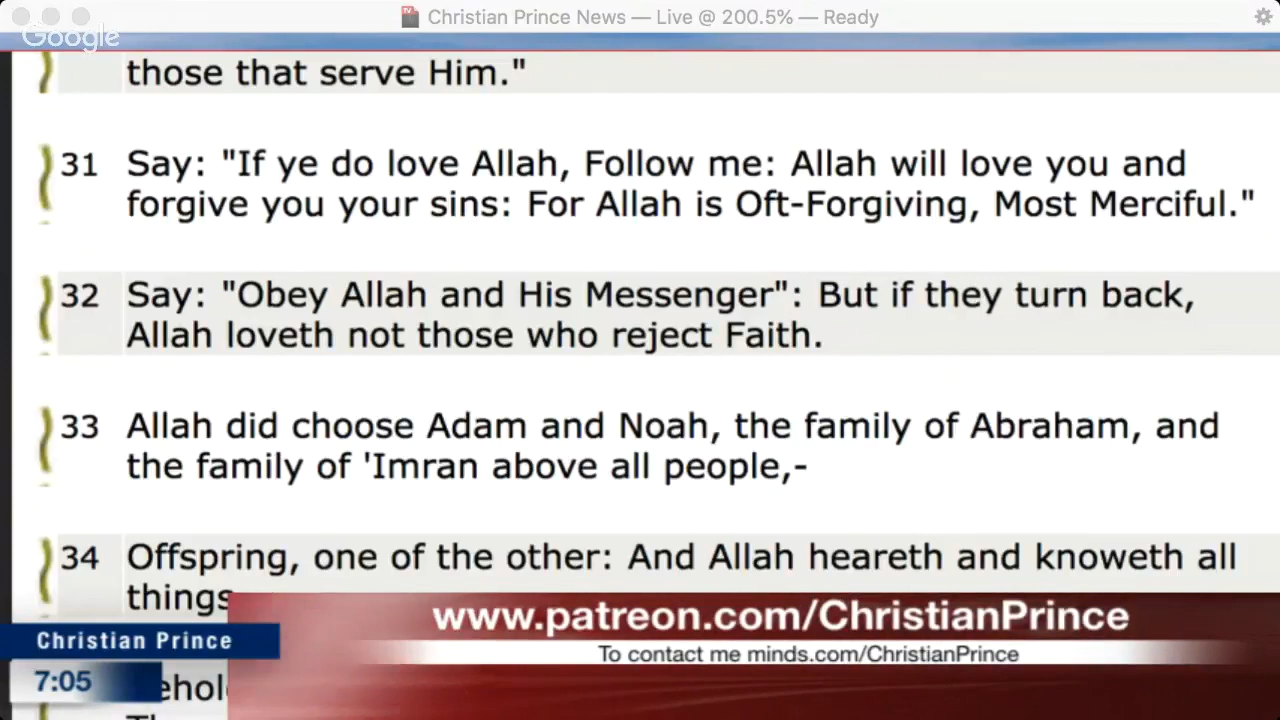 Christian Prince News — Live @ 200.5% — Ready
Google
those that serve Him."
31 Say: "If ye do love Allah, Follow me: Allah will love you and
forgive you your sins: For Allah is Oft-Forgiving, Most Merciful."
32 Say: "Obey Allah and His Messenger": But if they turn back,
Allah loveth not those who reject Faith.
33 Allah did choose Adam and Noah, the family of Abraham, and
the family of 'Imran above all people,-
34 Offspring, one of the other: And Allah heareth and knoweth all
things
www.patreon.com/ChristianPrince
Christian Prince
To contact me minds.com/ChristianPrince
7:05